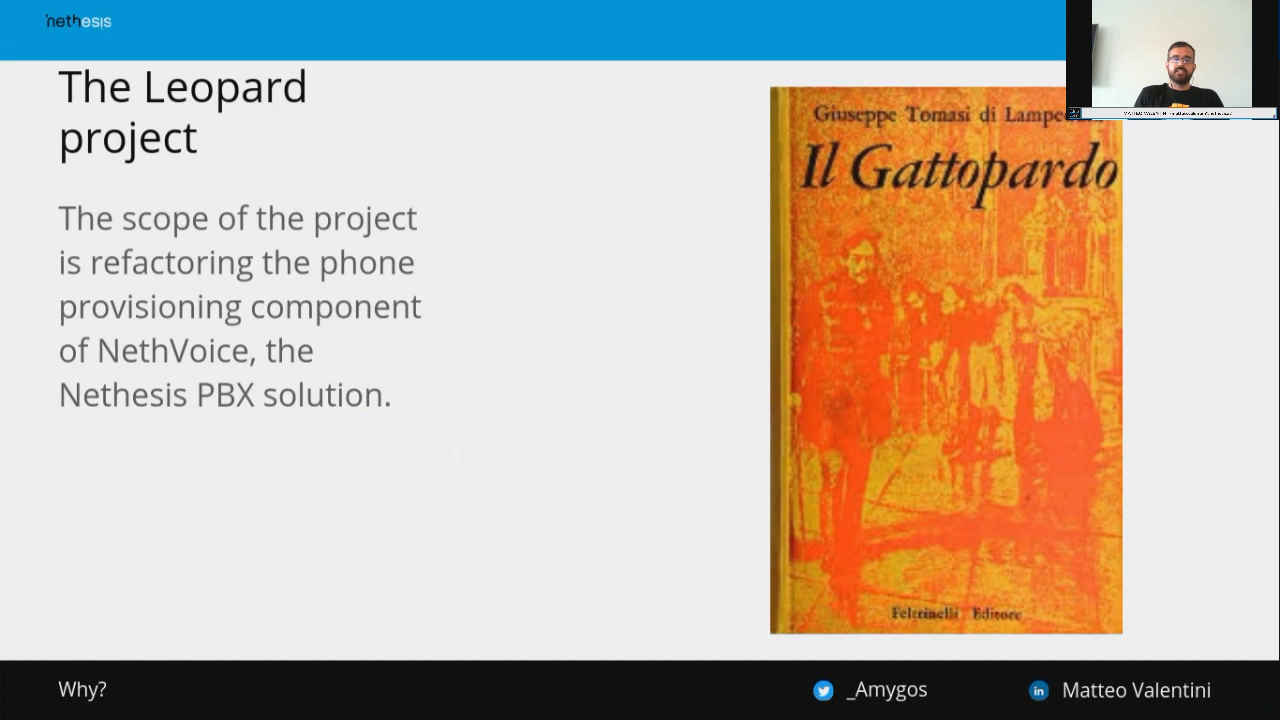 nethesis
The Leopard
project
The scope of the project
is refactoring the phone
provisioning component
of NethVoice, the
Nethesis PBX solution.
Giuseppe Tomasi di
Il Gattopardo
Feltrinelli Editore
Why?
_Amygos
in
Matteo Valentini